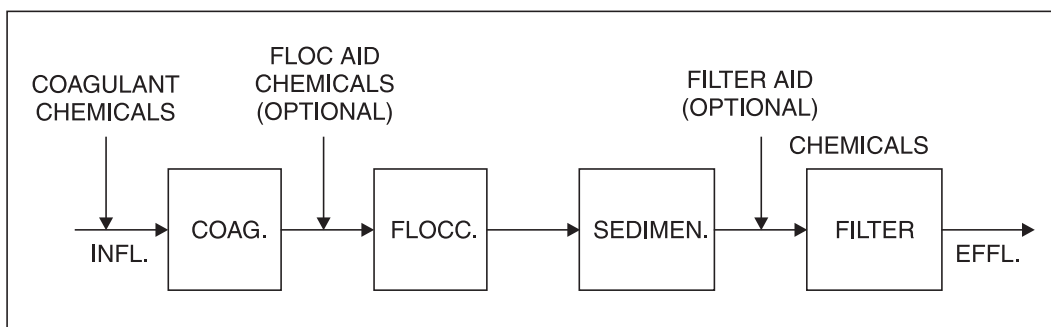 COAGULANT
CHEMICALS
FLOC AID
CHEMICALS
(OPTIONAL)
FILTER AID
(OPTIONAL)
CHEMICALS
INFL.
COAG.
FLOCC.
SEDIMEN.
FILTER
EFFL.